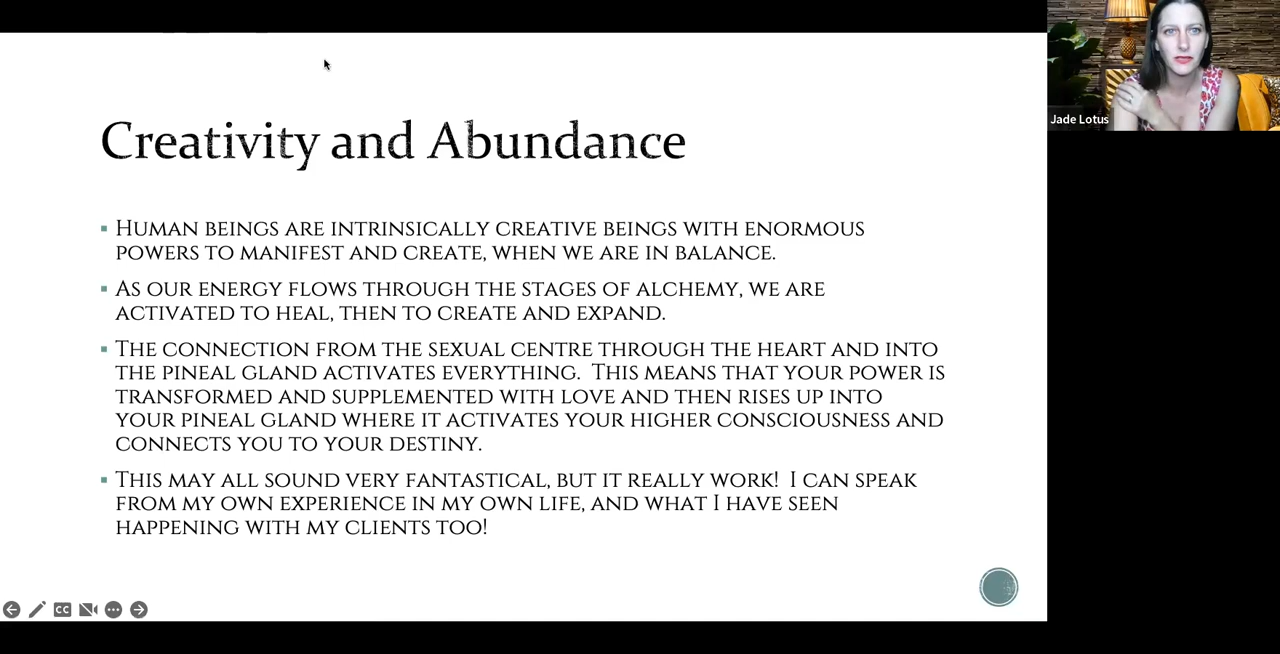 Creativity and Abundance
Human beings are intrinsically creative beings with enormous
powers to manifest and create, when we are in balance.
As our energy flows through the stages of alchemy, we are
activated to heal, then to create and expand.
The connection from the sexual centre through the heart and into
the pineal gland activates everything.  This means that your power is
transformed and supplemented with love and then rises up into
your pineal gland where it activates your higher consciousness and
connects you to your destiny.
This may all sound very fantastical, but it really work!  I can speak
from my own experience in my own life, and what I have seen
happening with my clients too!
Jade Lotus
CC